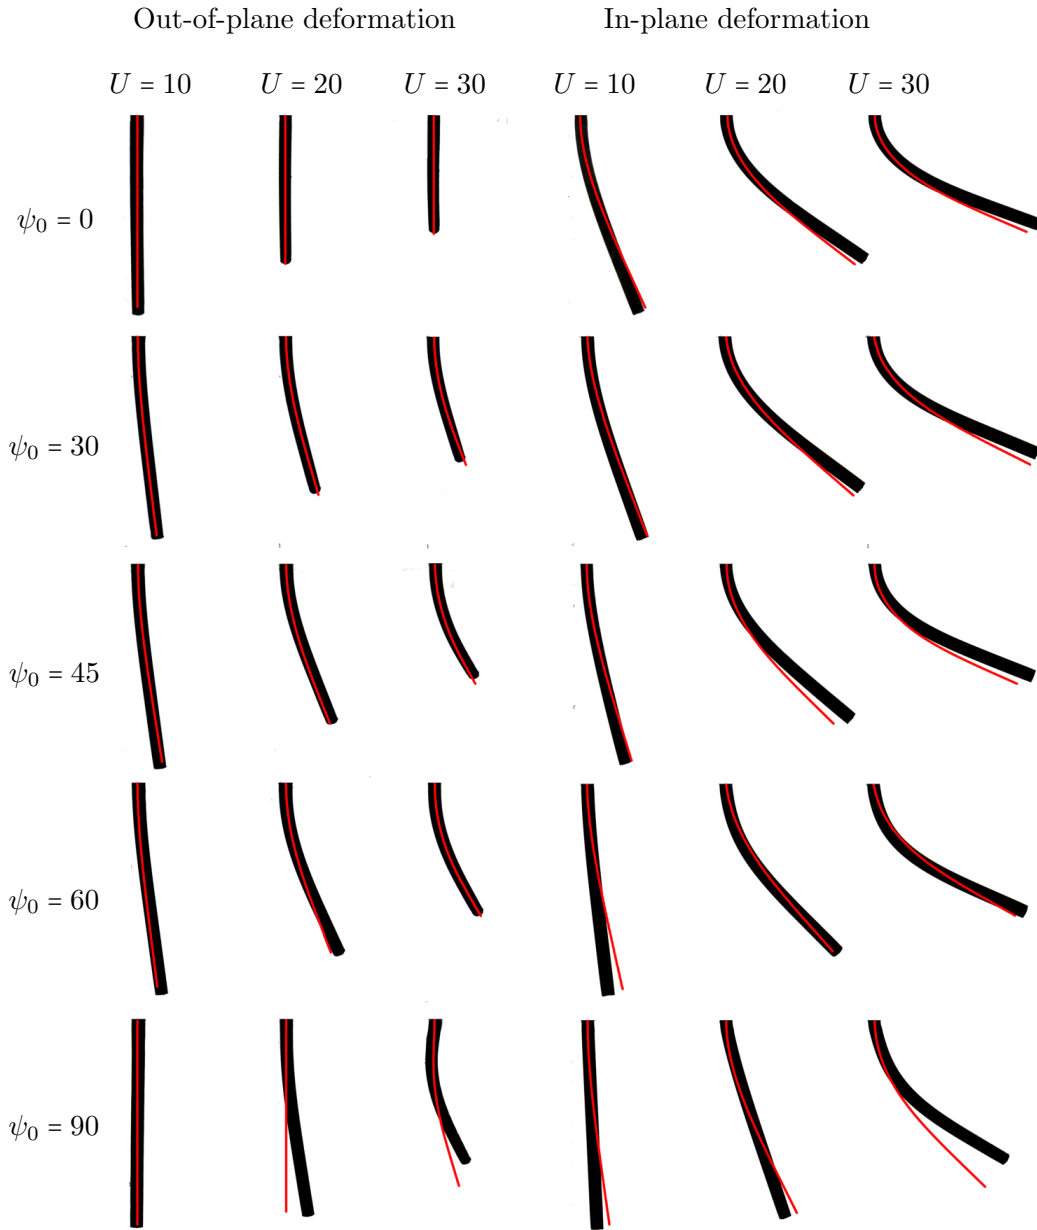 Out-of-plane deformation In-plane deformation
U = 10 U = 20 U = 30 U = 10 U = 20 U = 30
ψ₀ = 0
ψ₀ = 30
ψ₀ = 45
ψ₀ = 60
ψ₀ = 90